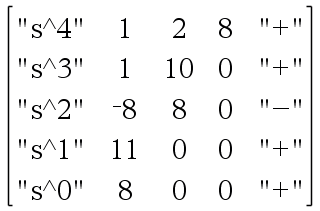 "s^4" 1 2 8 "+"
"s^3" 1 10 0 "+"
"s^2" -8 8 0 "−"
"s^1" 11 0 0 "+"
"s^0" 8 0 0 "+"